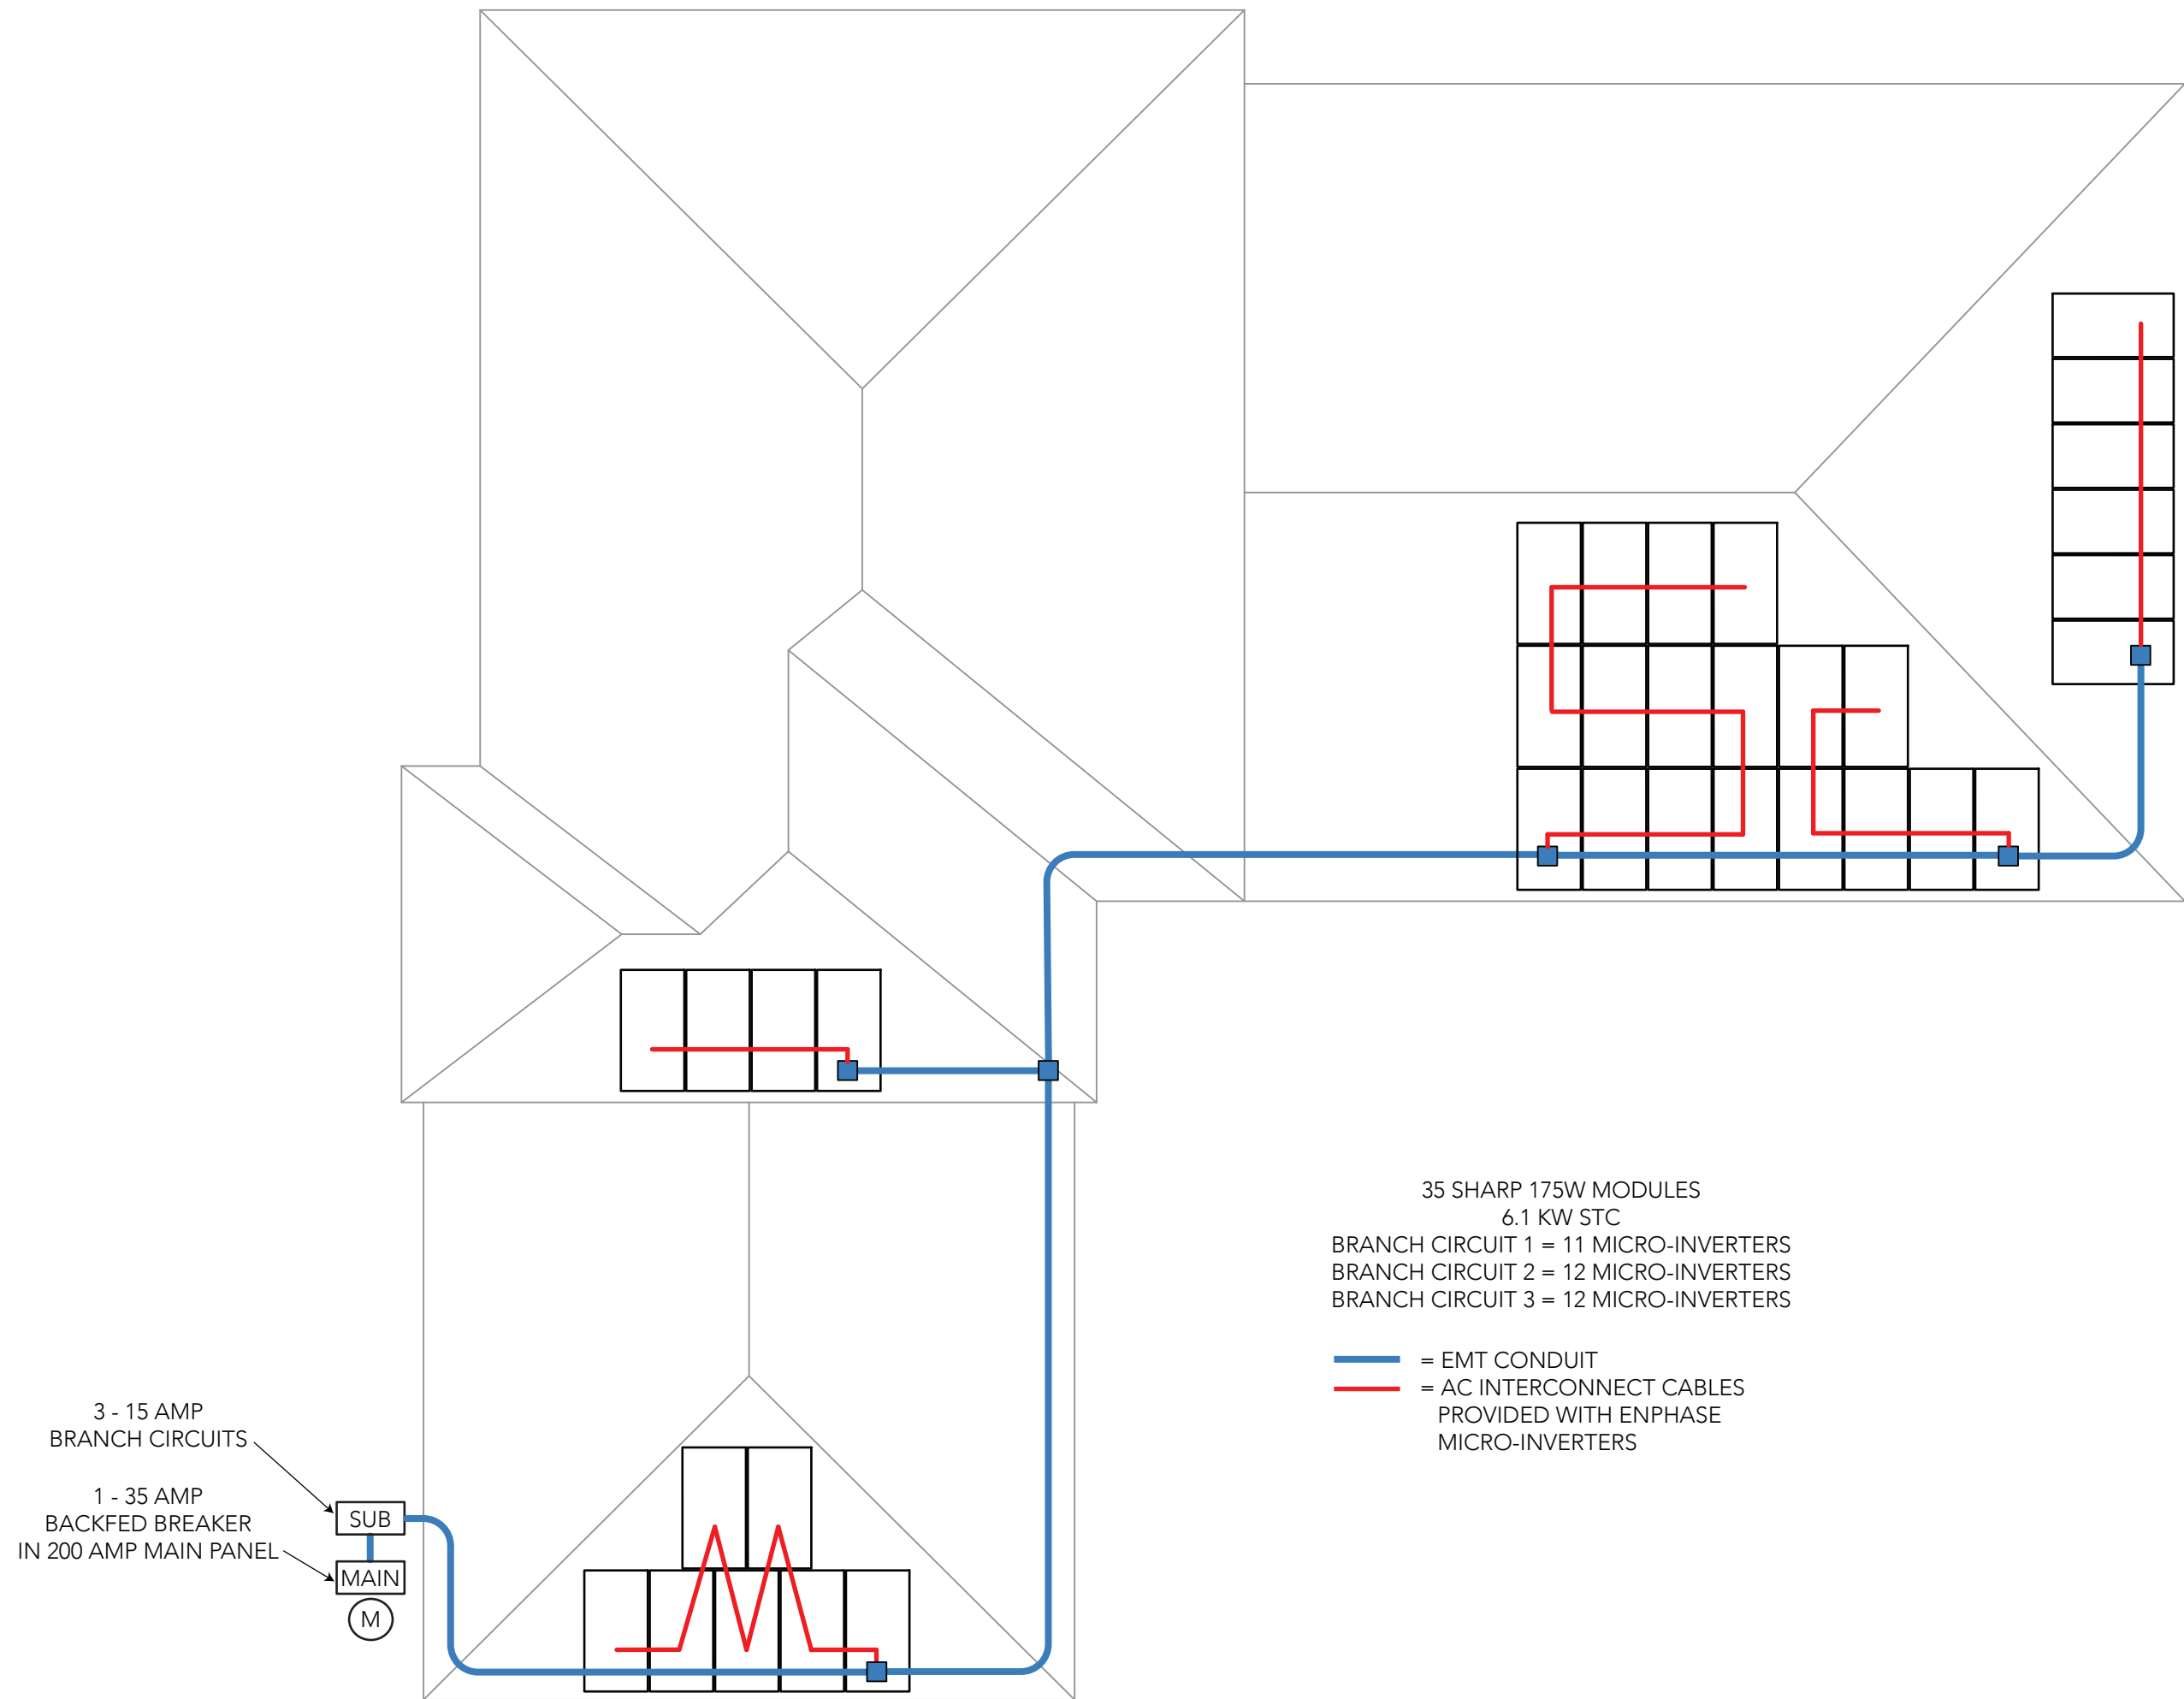 35 SHARP 175W MODULES
6.1 KW STC
BRANCH CIRCUIT 1 = 11 MICRO-INVERTERS
BRANCH CIRCUIT 2 = 12 MICRO-INVERTERS
BRANCH CIRCUIT 3 = 12 MICRO-INVERTERS
= EMT CONDUIT
= AC INTERCONNECT CABLES
PROVIDED WITH ENPHASE
MICRO-INVERTERS
3 - 15 AMP
BRANCH CIRCUITS
1 - 35 AMP
BACKFED BREAKER
IN 200 AMP MAIN PANEL
SUB
MAIN
M